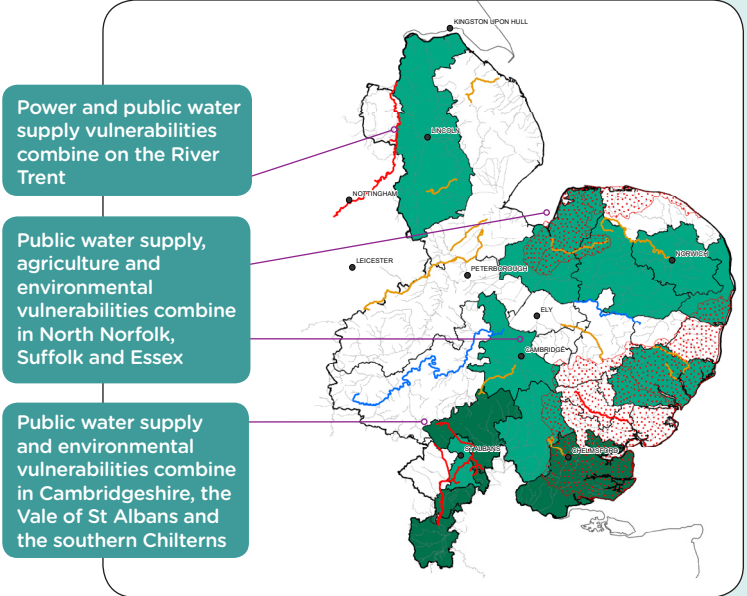 KINGSTON UPON HULL
Power and public water
supply vulnerabilities
combine on the River
Trent
LINCOLN
NOTTINGHAM
Public water supply,
agriculture and
environmental
vulnerabilities combine
in North Norfolk,
Suffolk and Essex
LEICESTER
PETERBOROUGH
NORWICH
ELY
CAMBRIDGE
Public water supply
and environmental
vulnerabilities combine
in Cambridgeshire, the
Vale of St Albans and
the southern Chilterns
ST ALBANS
CHELMSFORD